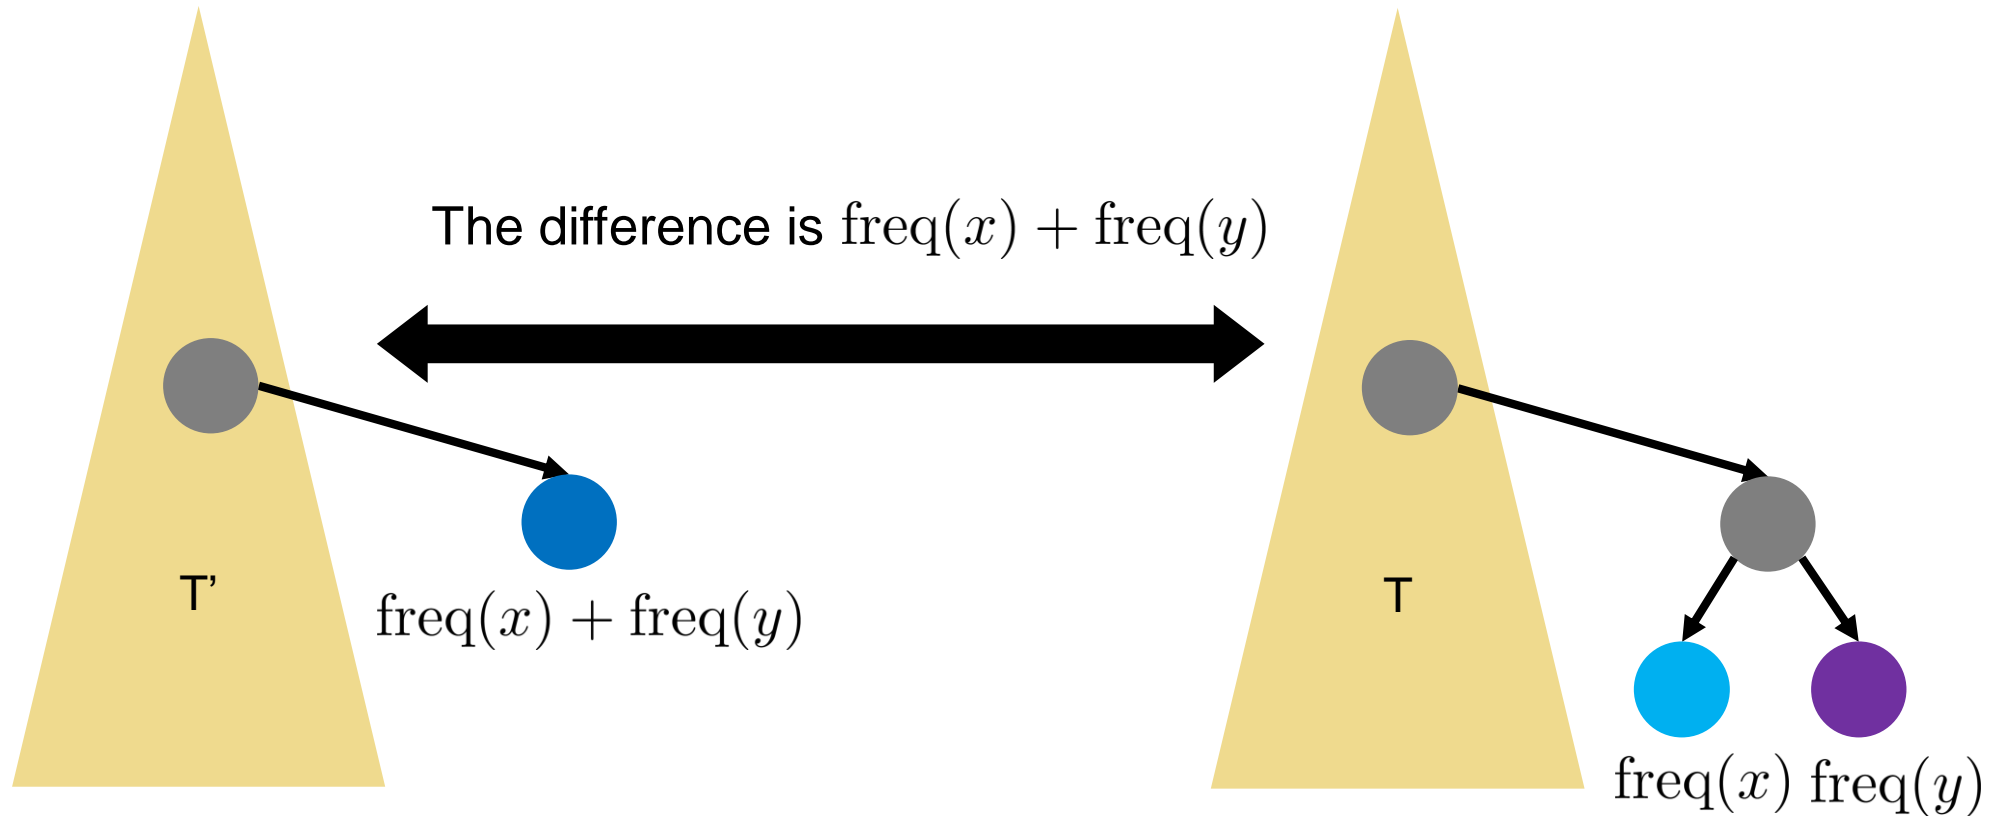 The difference is freq(x) + freq(y)
T’
freq(x) + freq(y)
T
freq(x) freq(y)